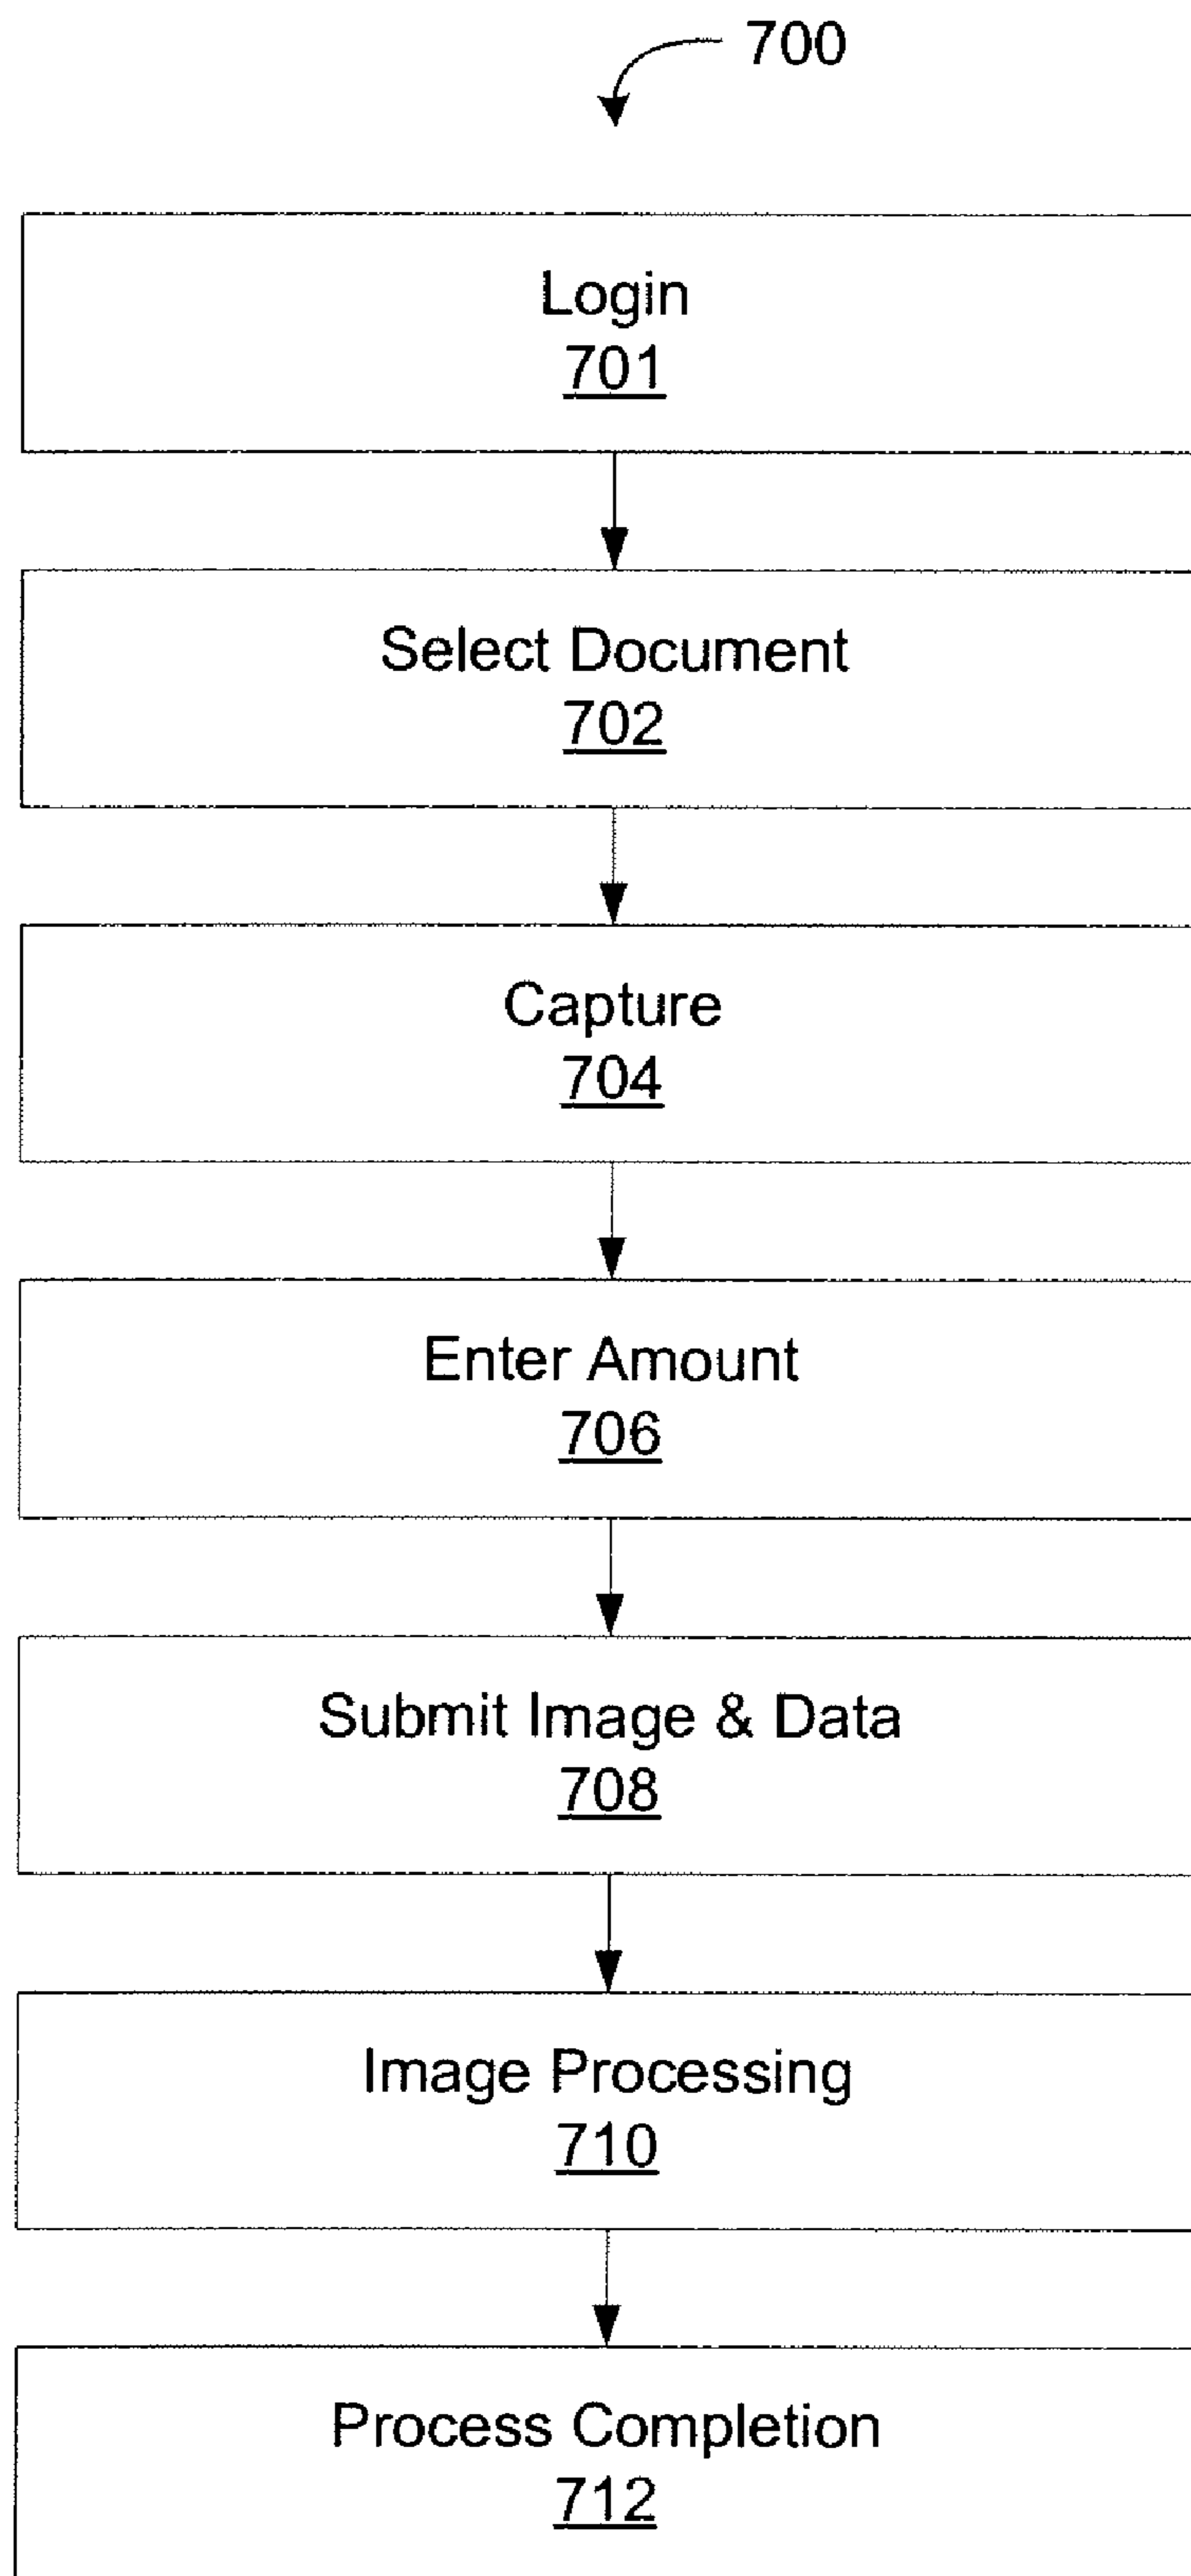 700
Login
701
Select Document
702
Capture
704
Enter Amount
706
Submit Image & Data
708
Image Processing
710
Process Completion
712